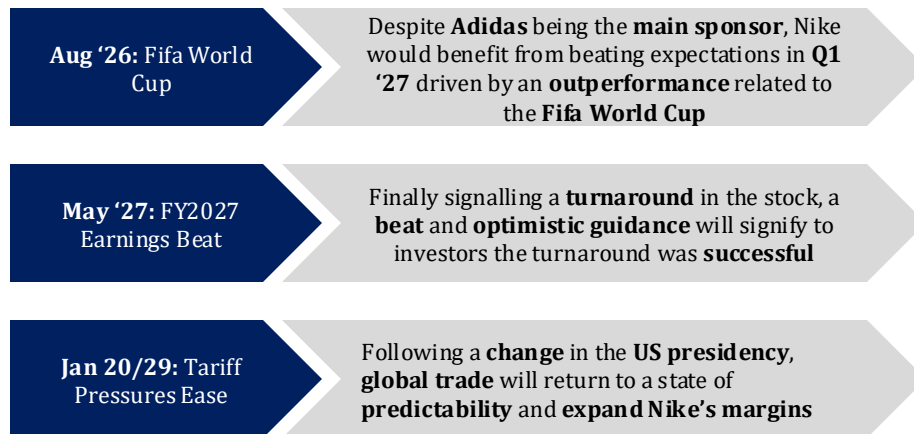 Aug ‘26: Fifa World
Cup
Despite Adidas being the main sponsor, Nike
would benefit from beating expectations in Q1
‘27 driven by an outperformance related to
the Fifa World Cup
May ‘27: FY2027
Earnings Beat
Finally signalling a turnaround in the stock, a
beat and optimistic guidance will signify to
investors the turnaround was successful
Jan 20/29: Tariff
Pressures Ease
Following a change in the US presidency,
global trade will return to a state of
predictability and expand Nike’s margins